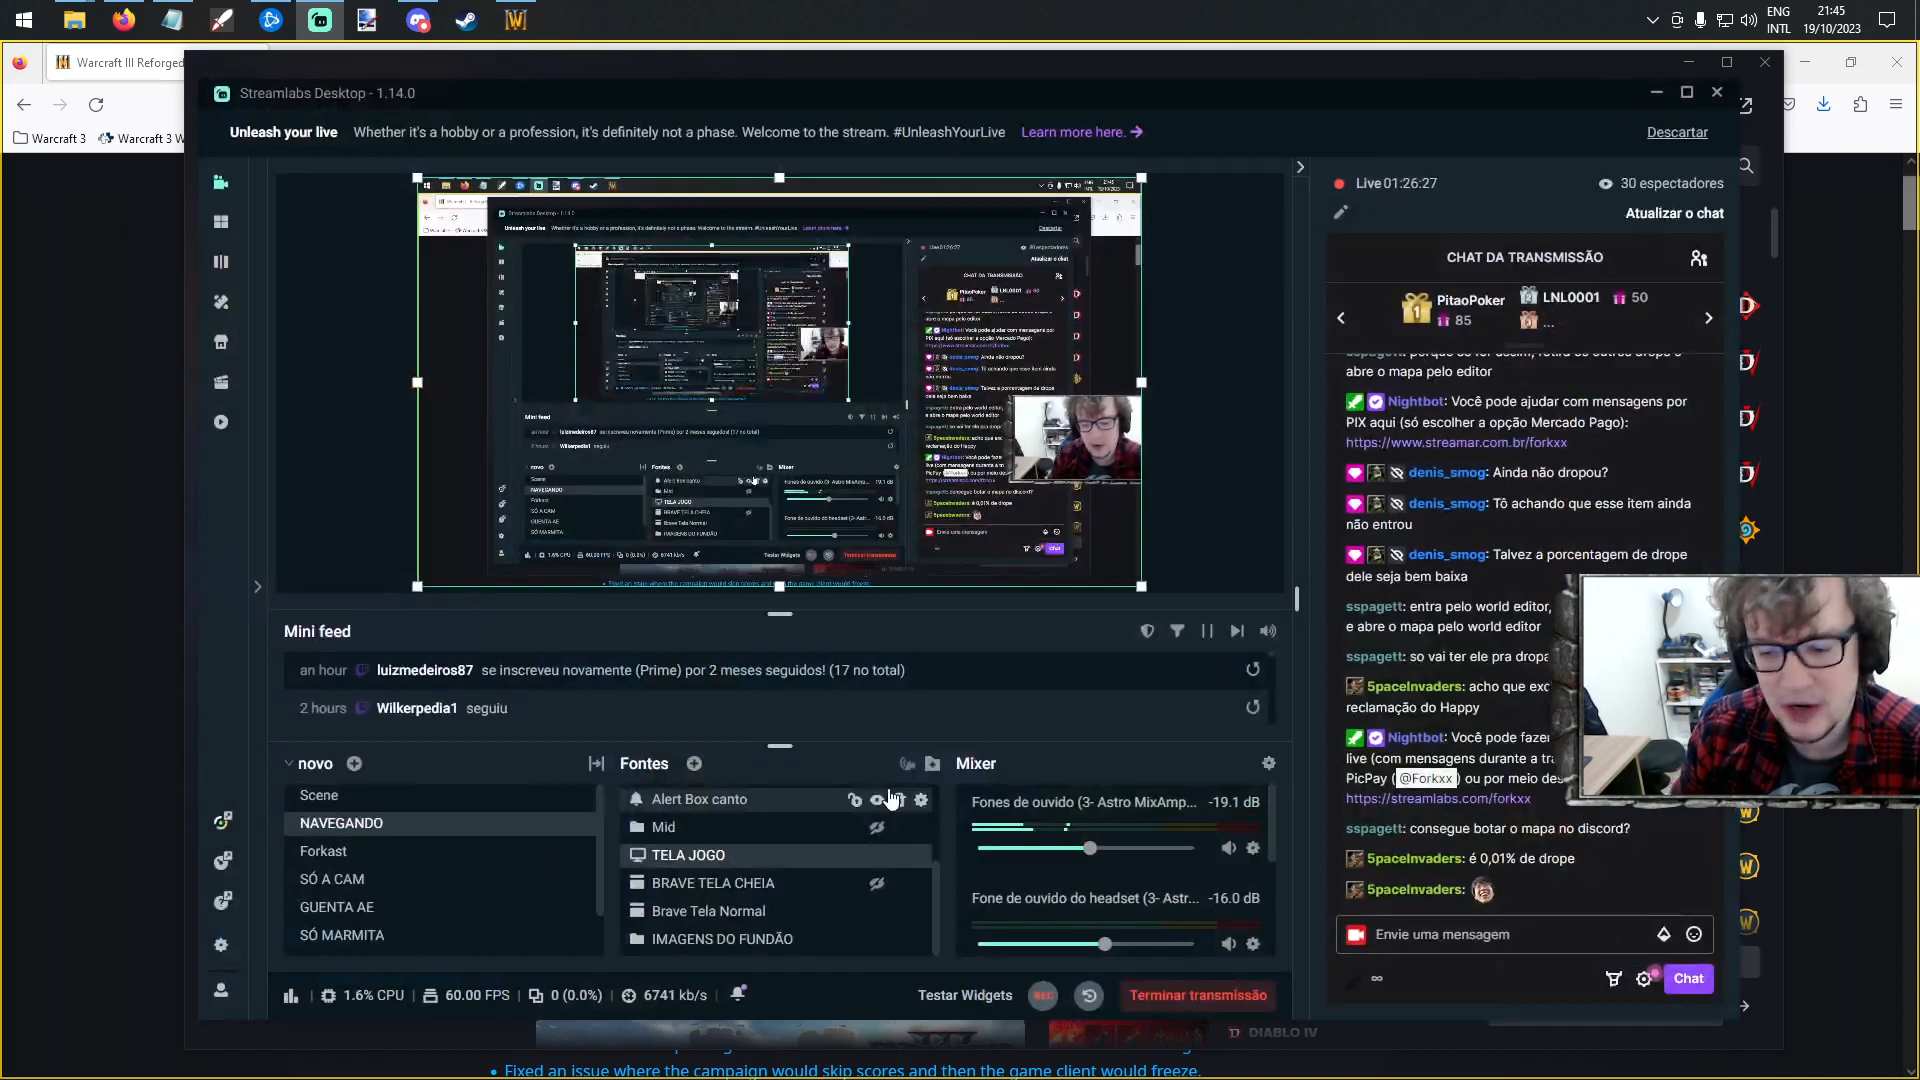 ENG
INTL
21:45
19/10/2023
Warcraft III Reforged
Warcraft 3
Warcraft 3 W
Streamlabs Desktop - 1.14.0
Unleash your live Whether it's a hobby or a profession, it's definitely not a phase. Welcome to the stream. #UnleashYourLive Learn more here.
Descartar
Live 01:26:27
30 espectadores
Atualizar o chat
CHAT DA TRANSMISSÃO
1 PitaoPoker
85
LNL0001 50
...
abre o mapa pelo editor
Nightbot: Você pode ajudar com mensagens por
PIX aqui (só escolher a opção Mercado Pago):
https://www.streamar.com.br/forkxx
denis_smog: Ainda não dropou?
denis_smog: Tô achando que esse item ainda
não entrou
denis_smog: Talvez a porcentagem de drope
dele seja bem baixa
sspagett: entra pelo world editor,
e abre o mapa pelo world editor
sspagett: so vai ter ele pra dropa
5paceInvaders: acho que exc
reclamação do Happy
Nightbot: Você pode fazer
live (com mensagens durante a tra
PicPay ( @Forkxx ) ou por meio des
https://streamlabs.com/forkxx
sspagett: consegue botar o mapa no discord?
5paceInvaders: é 0,01% de drope
5paceInvaders:
Envie uma mensagem
Chat
Mini feed
an hour luizmedeiros87 se inscreveu novamente (Prime) por 2 meses seguidos! (17 no total)
2 hours Wilkerpedia1 seguiu
novo
Scene
NAVEGANDO
Forkast
SÓ A CAM
GUENTA AE
SÓ MARMITA
Fontes
Alert Box canto
Mid
TELA JOGO
BRAVE TELA CHEIA
Brave Tela Normal
IMAGENS DO FUNDÃO
Mixer
Fones de ouvido (3- Astro MixAmp... -19.1 dB
Fone de ouvido do headset (3- Astr... -16.0 dB
1.6% CPU
60.00 FPS
0 (0.0%)
6741 kb/s
Testar Widgets
REC
Terminar transmissão
DIABLO IV
Fixed an issue where the campaign would skip scores and then the game client would freeze.